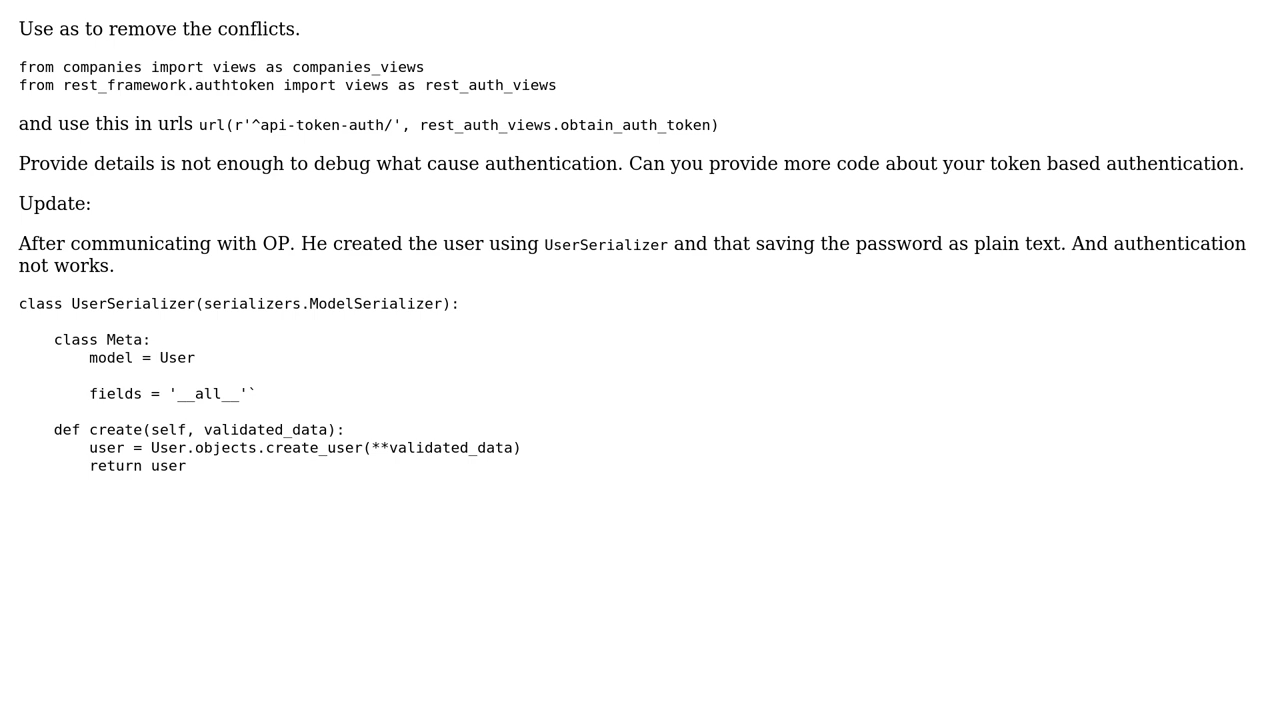 Use as to remove the conflicts.
from companies import views as companies_views
from rest_framework.authtoken import views as rest_auth_views
and use this in urls url(r'^api-token-auth/', rest_auth_views.obtain_auth_token)
Provide details is not enough to debug what cause authentication. Can you provide more code about your token based authentication.
Update:
After communicating with OP. He created the user using UserSerializer and that saving the password as plain text. And authentication
not works.
class UserSerializer(serializers.ModelSerializer):
    class Meta:
        model = User
        fields = '__all__'`
    def create(self, validated_data):
        user = User.objects.create_user(**validated_data)
        return user